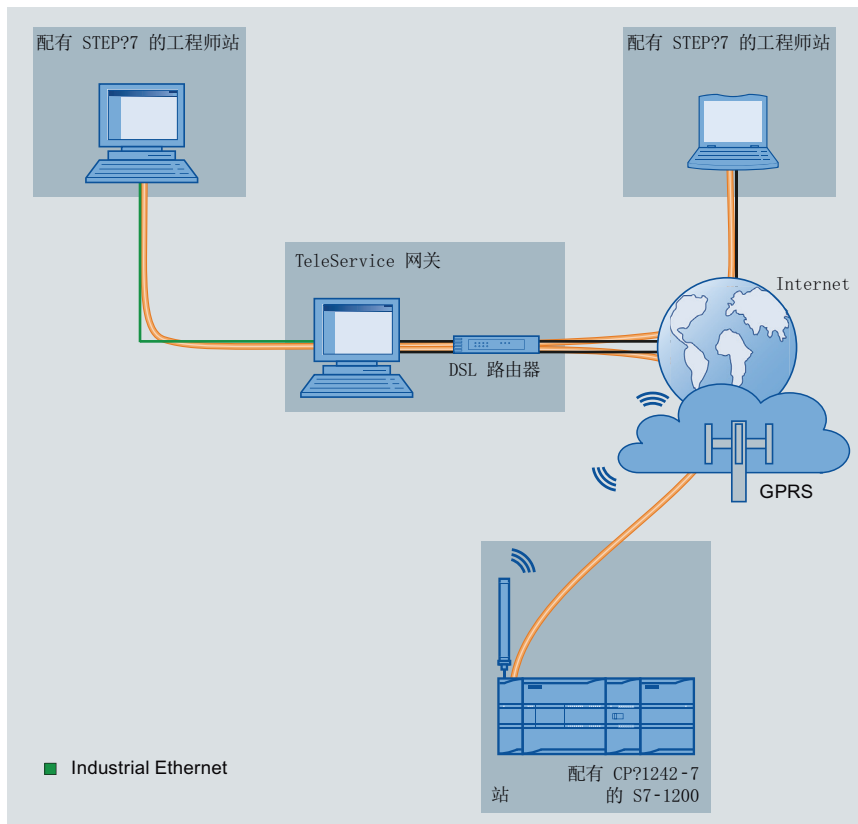 配有 STEP?7 的工程师站
配有 STEP?7 的工程师站
TeleService 网关
Internet
DSL 路由器
GPRS
Industrial Ethernet
配有 CP?1242-7
站 的 S7-1200